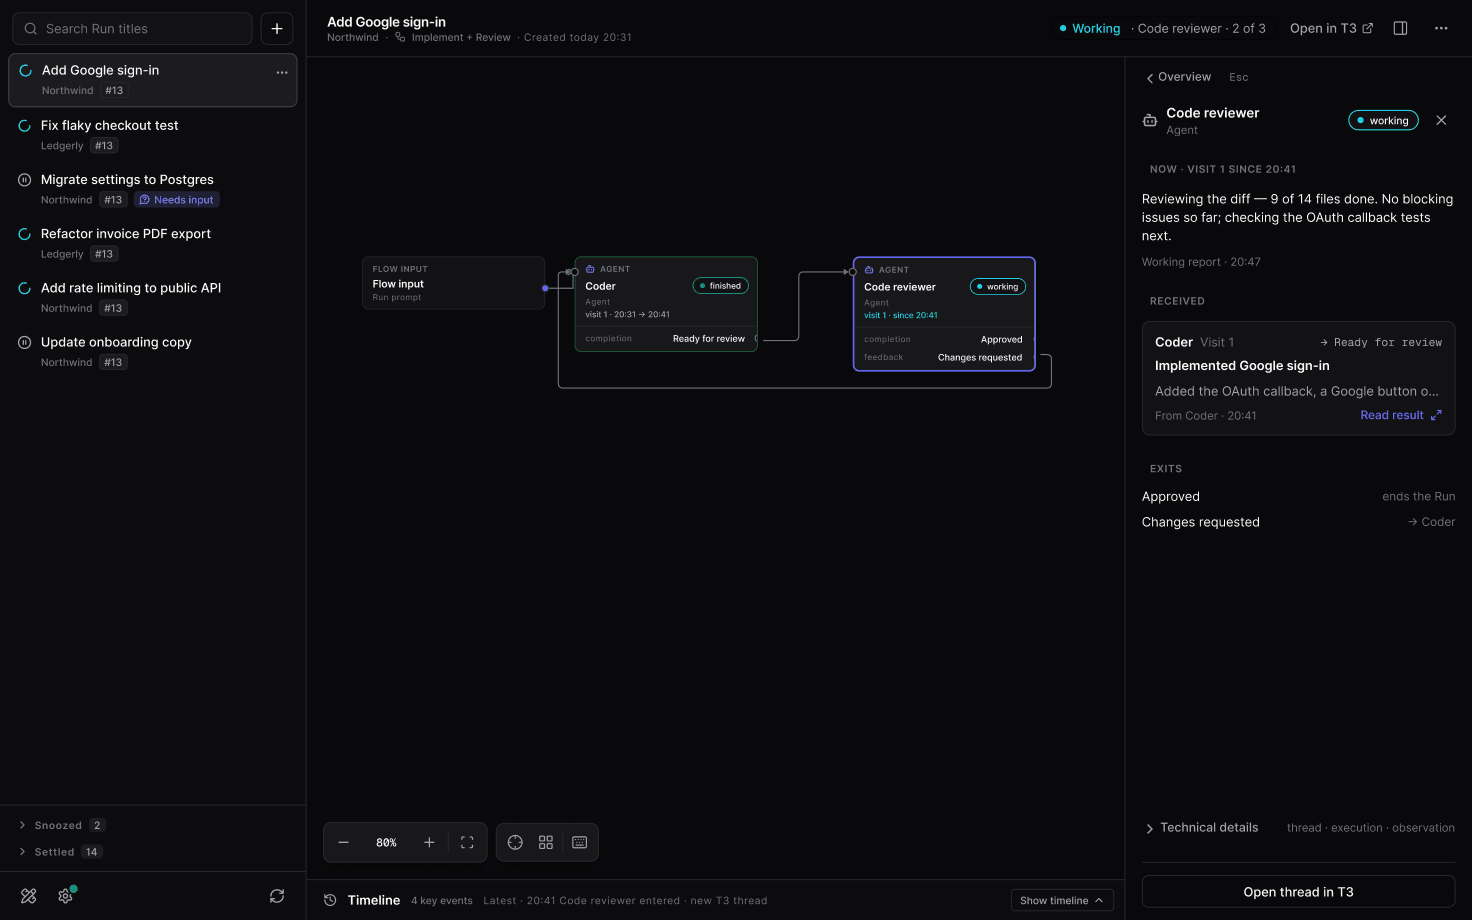 Search Run titles
Add Google sign-in
Northwind #13
Fix flaky checkout test
Ledgerly #13
Migrate settings to Postgres
Northwind #13 Needs input
Refactor invoice PDF export
Ledgerly #13
Add rate limiting to public API
Northwind #13
Update onboarding copy
Northwind #13
Snoozed 2
Settled 14
Add Google sign-in
Northwind · Implement + Review · Created today 20:31
Working · Code reviewer · 2 of 3
Open in T3
FLOW INPUT
Flow input
Run prompt
AGENT
Coder
finished
Agent
visit 1 · 20:31 → 20:41
completion Ready for review
AGENT
Code reviewer
working
Agent
visit 1 · since 20:41
completion Approved
feedback Changes requested
80%
Timeline 4 key events Latest · 20:41 Code reviewer entered · new T3 thread
Show timeline
Overview Esc
Code reviewer
Agent
working
NOW · VISIT 1 SINCE 20:41
Reviewing the diff — 9 of 14 files done. No blocking
issues so far; checking the OAuth callback tests
next.
Working report · 20:47
RECEIVED
Coder Visit 1 → Ready for review
Implemented Google sign-in
Added the OAuth callback, a Google button o...
From Coder · 20:41 Read result
EXITS
Approved ends the Run
Changes requested → Coder
Technical details thread · execution · observation
Open thread in T3